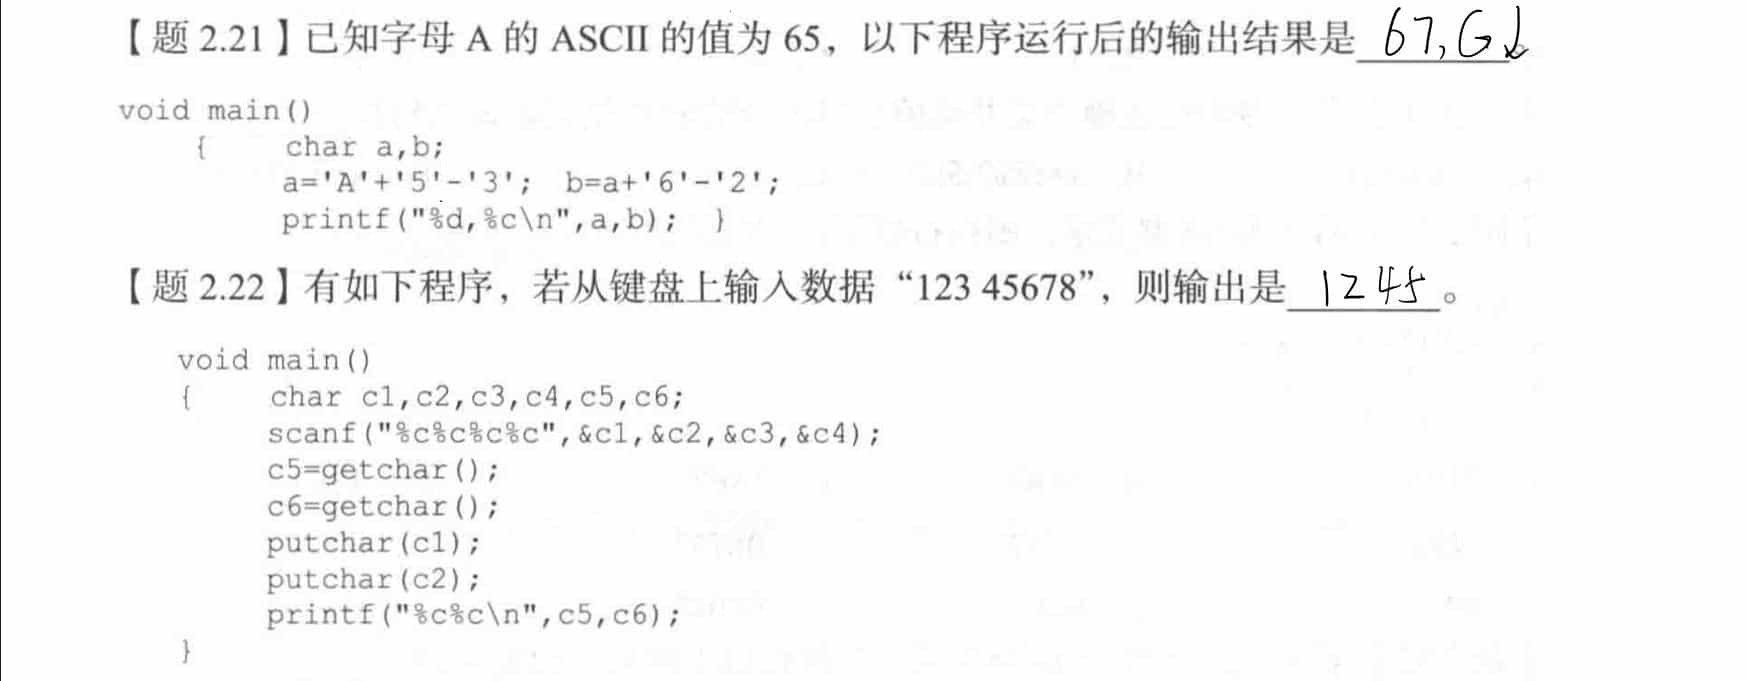 【题 2.21】已知字母 A 的 ASCII 的值为 65，以下程序运行后的输出结果是 67,G↓。
void main()
{ char a,b;
a='A'+'5'-'3'; b=a+'6'-'2';
printf("%d,%c\n",a,b); }
【题 2.22】有如下程序，若从键盘上输入数据“123 45678”，则输出是 1245。
void main()
{ char c1,c2,c3,c4,c5,c6;
scanf("%c%c%c%c",&c1,&c2,&c3,&c4);
c5=getchar();
c6=getchar();
putchar(c1);
putchar(c2);
printf("%c%c\n",c5,c6);
}